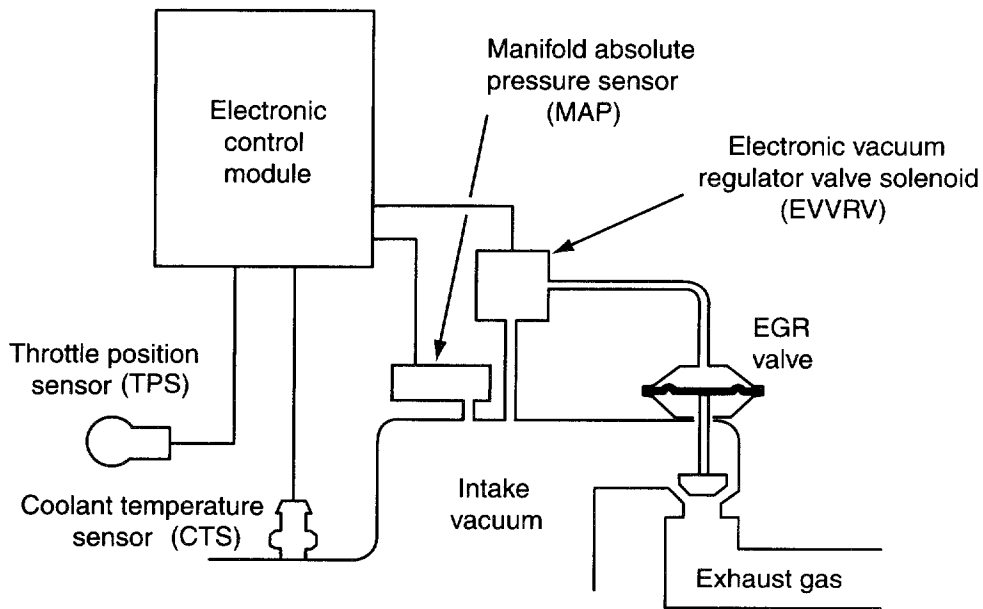 Electronic
control
module
Manifold absolute
pressure sensor
(MAP)
Electronic vacuum
regulator valve solenoid
(EVVRV)
Throttle position
sensor (TPS)
EGR
valve
Coolant temperature
sensor (CTS)
Intake
vacuum
Exhaust gas